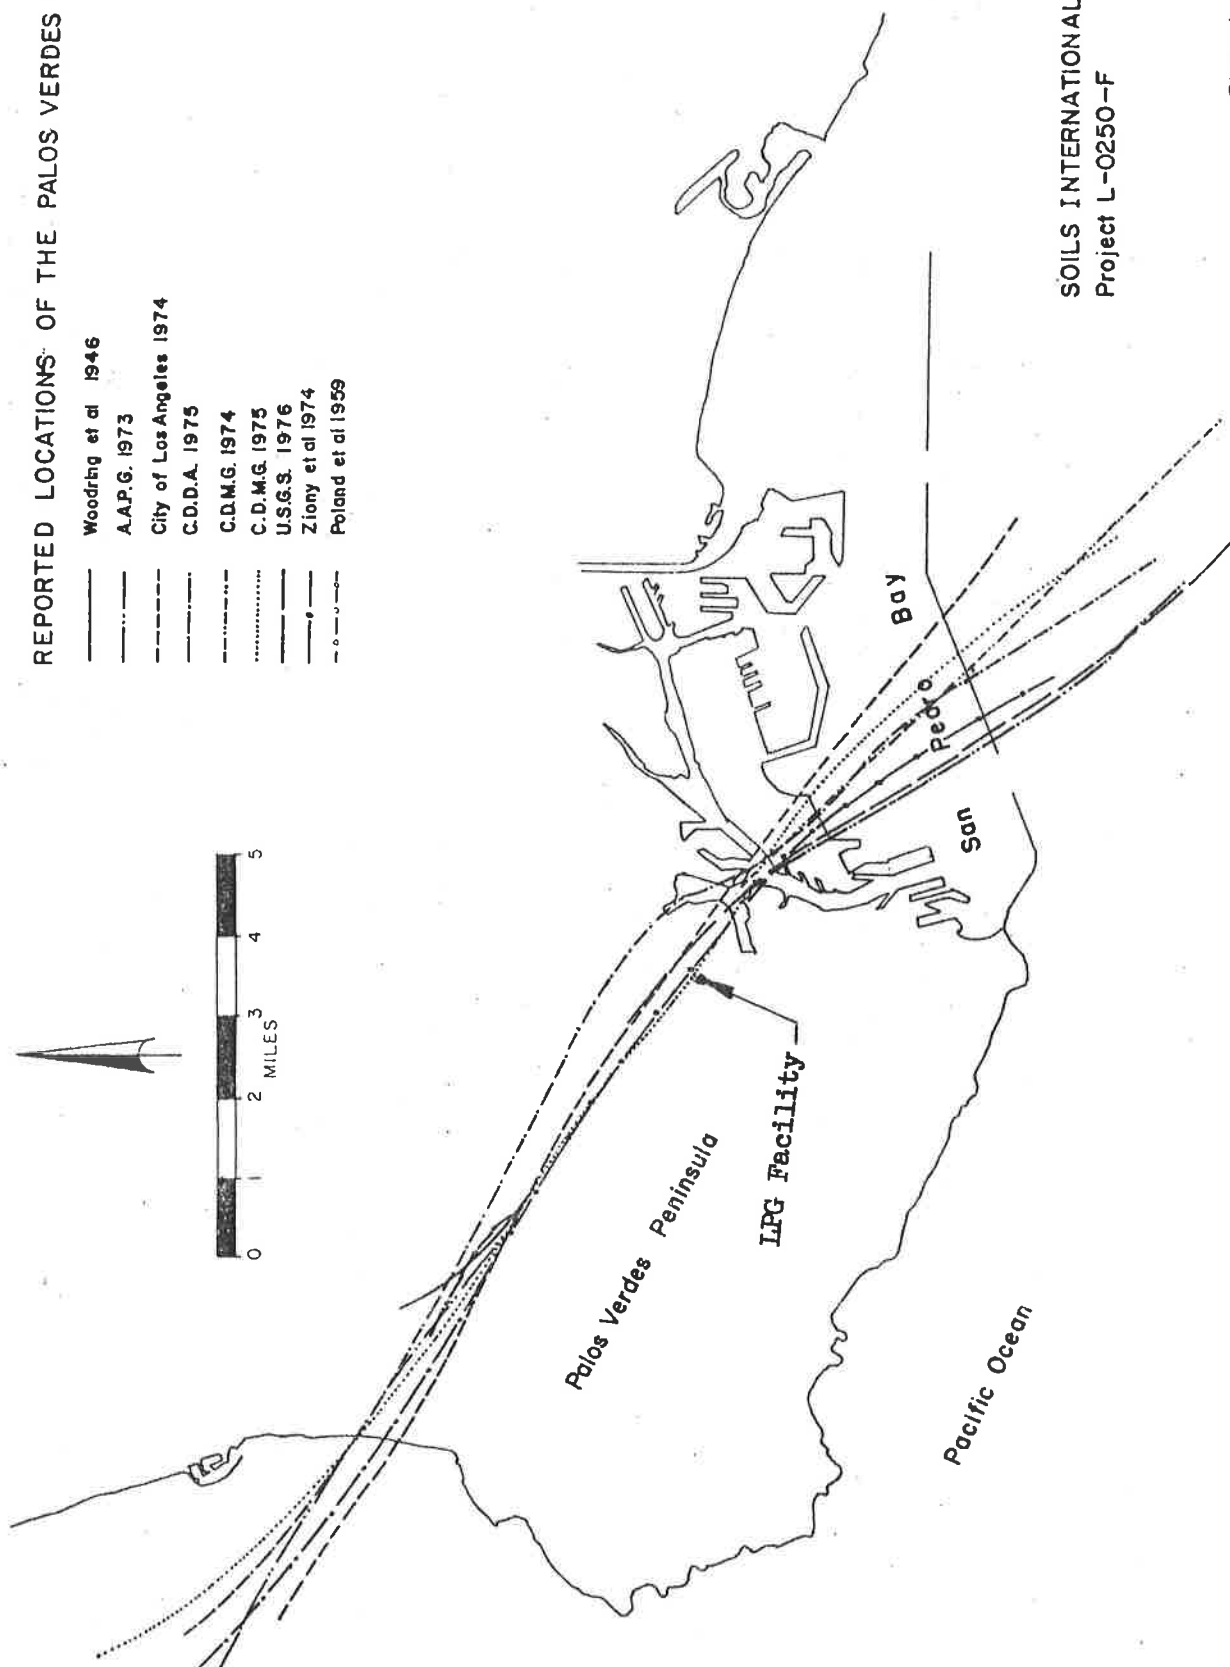 REPORTED LOCATIONS OF THE PALOS VERDES
Woodring et al 1946
A.A.P.G. 1973
City of Los Angeles 1974
C.D.D.A. 1975
C.D.M.G. 1974
C.D.M.G. 1975
U.S.G.S. 1976
Ziony et al 1974
Poland et al 1959
0 1 2 3 4 5
MILES
San Pedro Bay
LPG Facility
Palos Verdes Peninsula
Pacific Ocean
SOILS INTERNATIONAL
Project L-0250-F